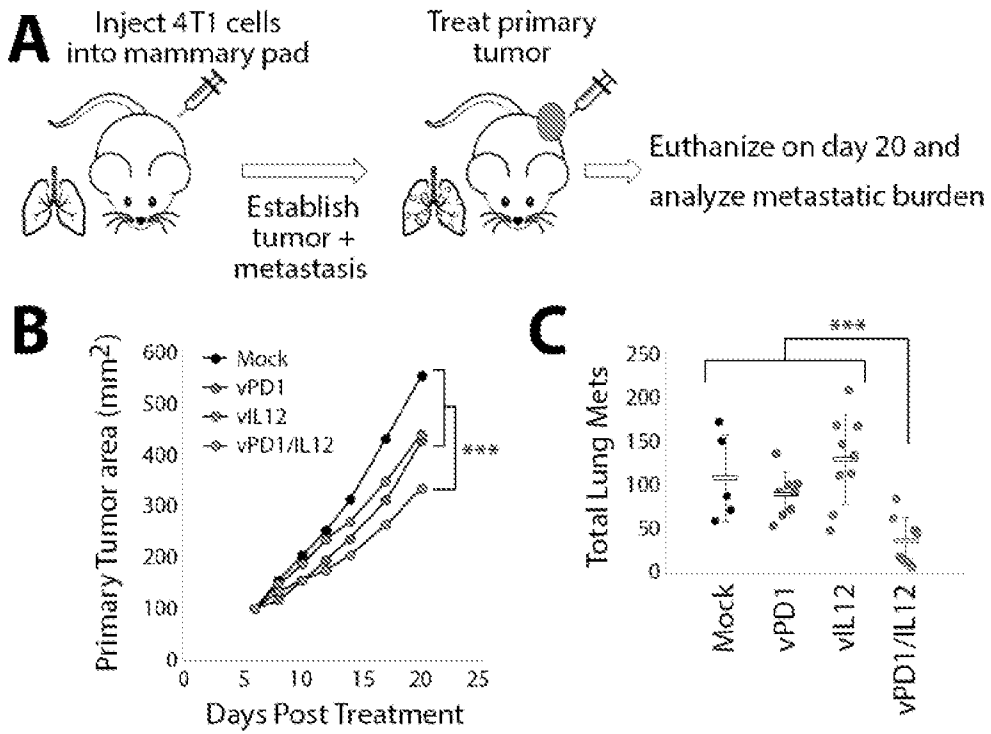 A
Inject 4T1 cells
into mammary pad
Establish
tumor +
metastasis
Treat primary
tumor
Euthanize on day 20 and
analyze metastatic burden
B
Primary Tumor area (mm²)
600
500
400
300
200
100
0
0 5 10 15 20 25
Days Post Treatment
Mock
vPD1
vIL12
vPD1/IL12
***
C
Total Lung Mets
250
200
150
100
50
0
Mock
vPD1
vIL12
vPD1/IL12
***